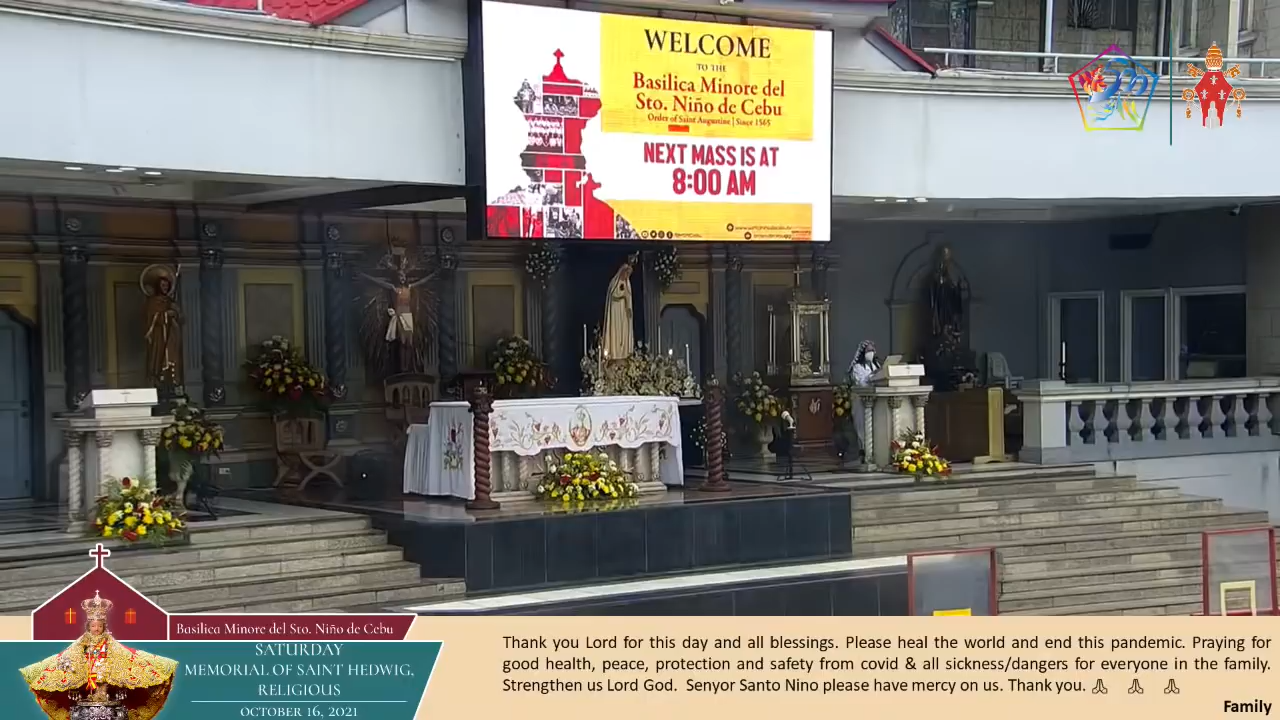 WELCOME
TO THE
Basilica Minore del
Sto. Niño de Cebu
Order of Saint Augustine | Since 1565
NEXT MASS IS AT
8:00 AM
Basilica Minore del Sto. Niño de Cebu
SATURDAY
MEMORIAL OF SAINT HEDWIG,
RELIGIOUS
OCTOBER 16, 2021
Thank you Lord for this day and all blessings. Please heal the world and end this pandemic. Praying for
good health, peace, protection and safety from covid & all sickness/dangers for everyone in the family.
Strengthen us Lord God. Senyor Santo Nino please have mercy on us. Thank you. 🙏 🙏 🙏
Family